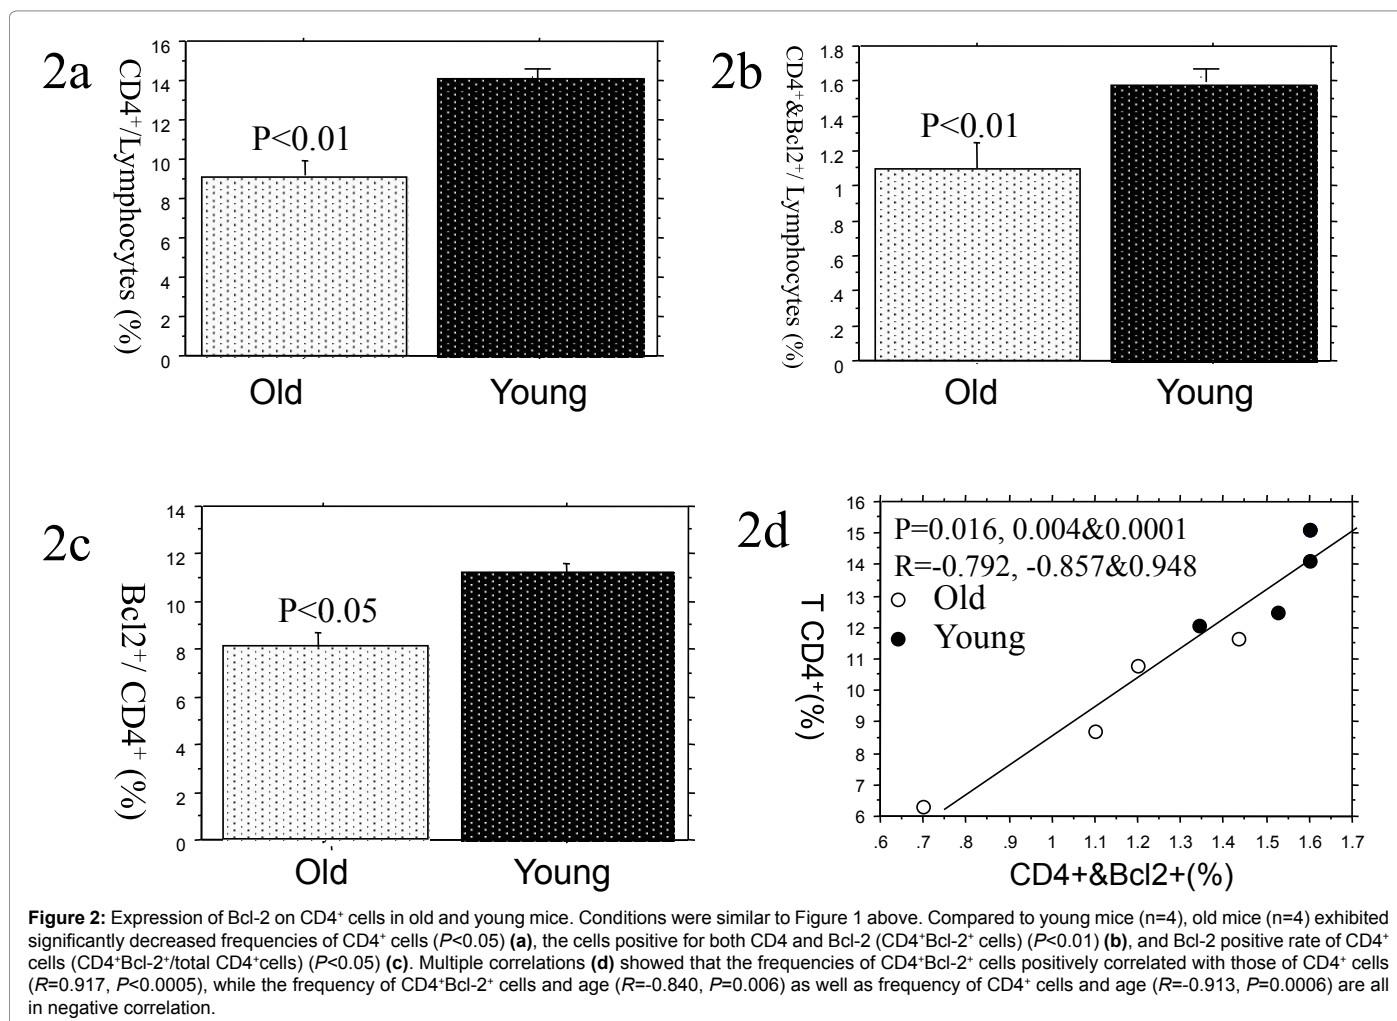 2a
CD4⁺/Lymphocytes (%)
16
14
12
10
8
6
4
2
0
P<0.01
Old
Young
2b
CD4⁺&Bcl2⁺/ Lymphocytes (%)
1.8
1.6
1.4
1.2
1
.8
.6
.4
.2
0
P<0.01
Old
Young
2c
Bcl2⁺/ CD4⁺ (%)
14
12
10
8
6
4
2
0
P<0.05
Old
Young
2d
T CD4⁺(%)
16
15
14
13
12
11
10
9
8
7
6
P=0.016, 0.004&0.0001
R=-0.792, -0.857&0.948
Old
Young
.6 .7 .8 .9 1 1.1 1.2 1.3 1.4 1.5 1.6 1.7
CD4+&Bcl2+(%)
Figure 2: Expression of Bcl-2 on CD4⁺ cells in old and young mice. Conditions were similar to Figure 1 above. Compared to young mice (n=4), old mice (n=4) exhibited
significantly decreased frequencies of CD4⁺ cells (P<0.05) (a), the cells positive for both CD4 and Bcl-2 (CD4⁺Bcl-2⁺ cells) (P<0.01) (b), and Bcl-2 positive rate of CD4⁺
cells (CD4⁺Bcl-2⁺/total CD4⁺cells) (P<0.05) (c). Multiple correlations (d) showed that the frequencies of CD4⁺Bcl-2⁺ cells positively correlated with those of CD4⁺ cells
(R=0.917, P<0.0005), while the frequency of CD4⁺Bcl-2⁺ cells and age (R=-0.840, P=0.006) as well as frequency of CD4⁺ cells and age (R=-0.913, P=0.0006) are all
in negative correlation.